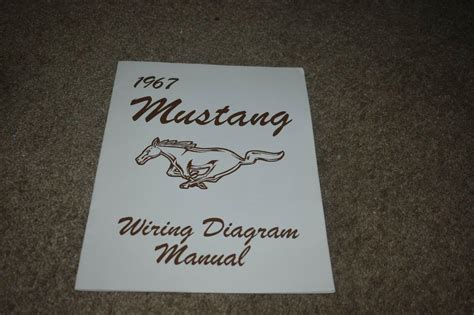 1967
Mustang
Wiring Diagram
Manual